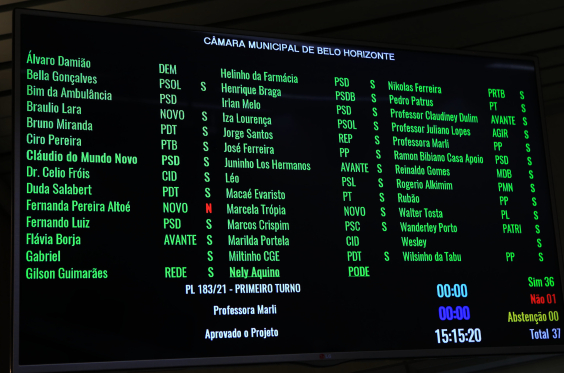 CÂMARA MUNICIPAL DE BELO HORIZONTE
Álvaro Damião DEM
Bella Gonçalves PSOL S
Bim da Ambulância PSD
Braulio Lara NOVO S
Bruno Miranda PDT S
Ciro Pereira PTB S
Cláudio do Mundo Novo PSD S
Dr. Celio Fróis CID S
Duda Salabert PDT S
Fernanda Pereira Altoé NOVO N
Fernando Luiz PSD S
Flávia Borja AVANTE S
Gabriel S
Gilson Guimarães REDE S
Helinho da Farmácia PSD S
Henrique Braga PSDB S
Irlan Melo PSD S
Iza Lourença PSOL S
Jorge Santos REP S
José Ferreira PP S
Juninho Los Hermanos AVANTE S
Léo PSL S
Macaé Evaristo PT S
Marcela Trópia NOVO S
Marcos Crispim PSC S
Marilda Portela CID
Miltinho CGE PDT S
Nely Aquino PODE
Nikolas Ferreira PRTB S
Pedro Patrus PT S
Professor Claudiney Dulim AVANTE S
Professor Juliano Lopes AGIR S
Professora Marli PP S
Ramon Bibiano Casa Apoio PSD S
Reinaldo Gomes MDB S
Rogerio Alkimim PMN S
Rubão PP S
Walter Tosta PL S
Wanderley Porto PATRI S
Wesley S
Wilsinho da Tabu PP S
PL 183/21 - PRIMEIRO TURNO
Professora Marli
Aprovado o Projeto
00:00
00:00
15:15:20
Sim 36
Não 01
Abstenção 00
Total 37